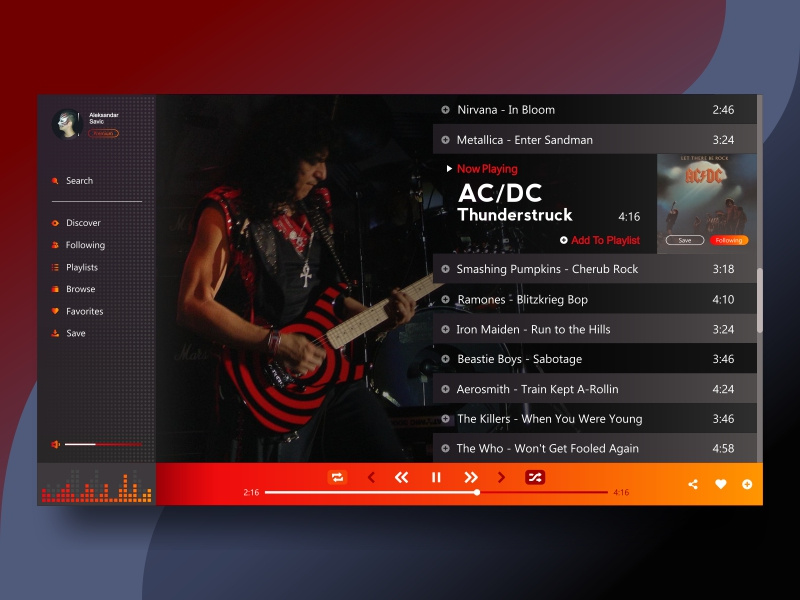 Aleksandar
Savic
Premium
Search
Discover
Following
Playlists
Browse
Favorites
Save
Nirvana - In Bloom 2:46
Metallica - Enter Sandman 3:24
Now Playing
AC/DC
Thunderstruck 4:16
Add To Playlist
LET THERE BE ROCK
AC/DC
Save Following
Smashing Pumpkins - Cherub Rock 3:18
Ramones - Blitzkrieg Bop 4:10
Iron Maiden - Run to the Hills 3:24
Beastie Boys - Sabotage 3:46
Aerosmith - Train Kept A-Rollin 4:24
The Killers - When You Were Young 3:46
The Who - Won't Get Fooled Again 4:58
2:16 4:16